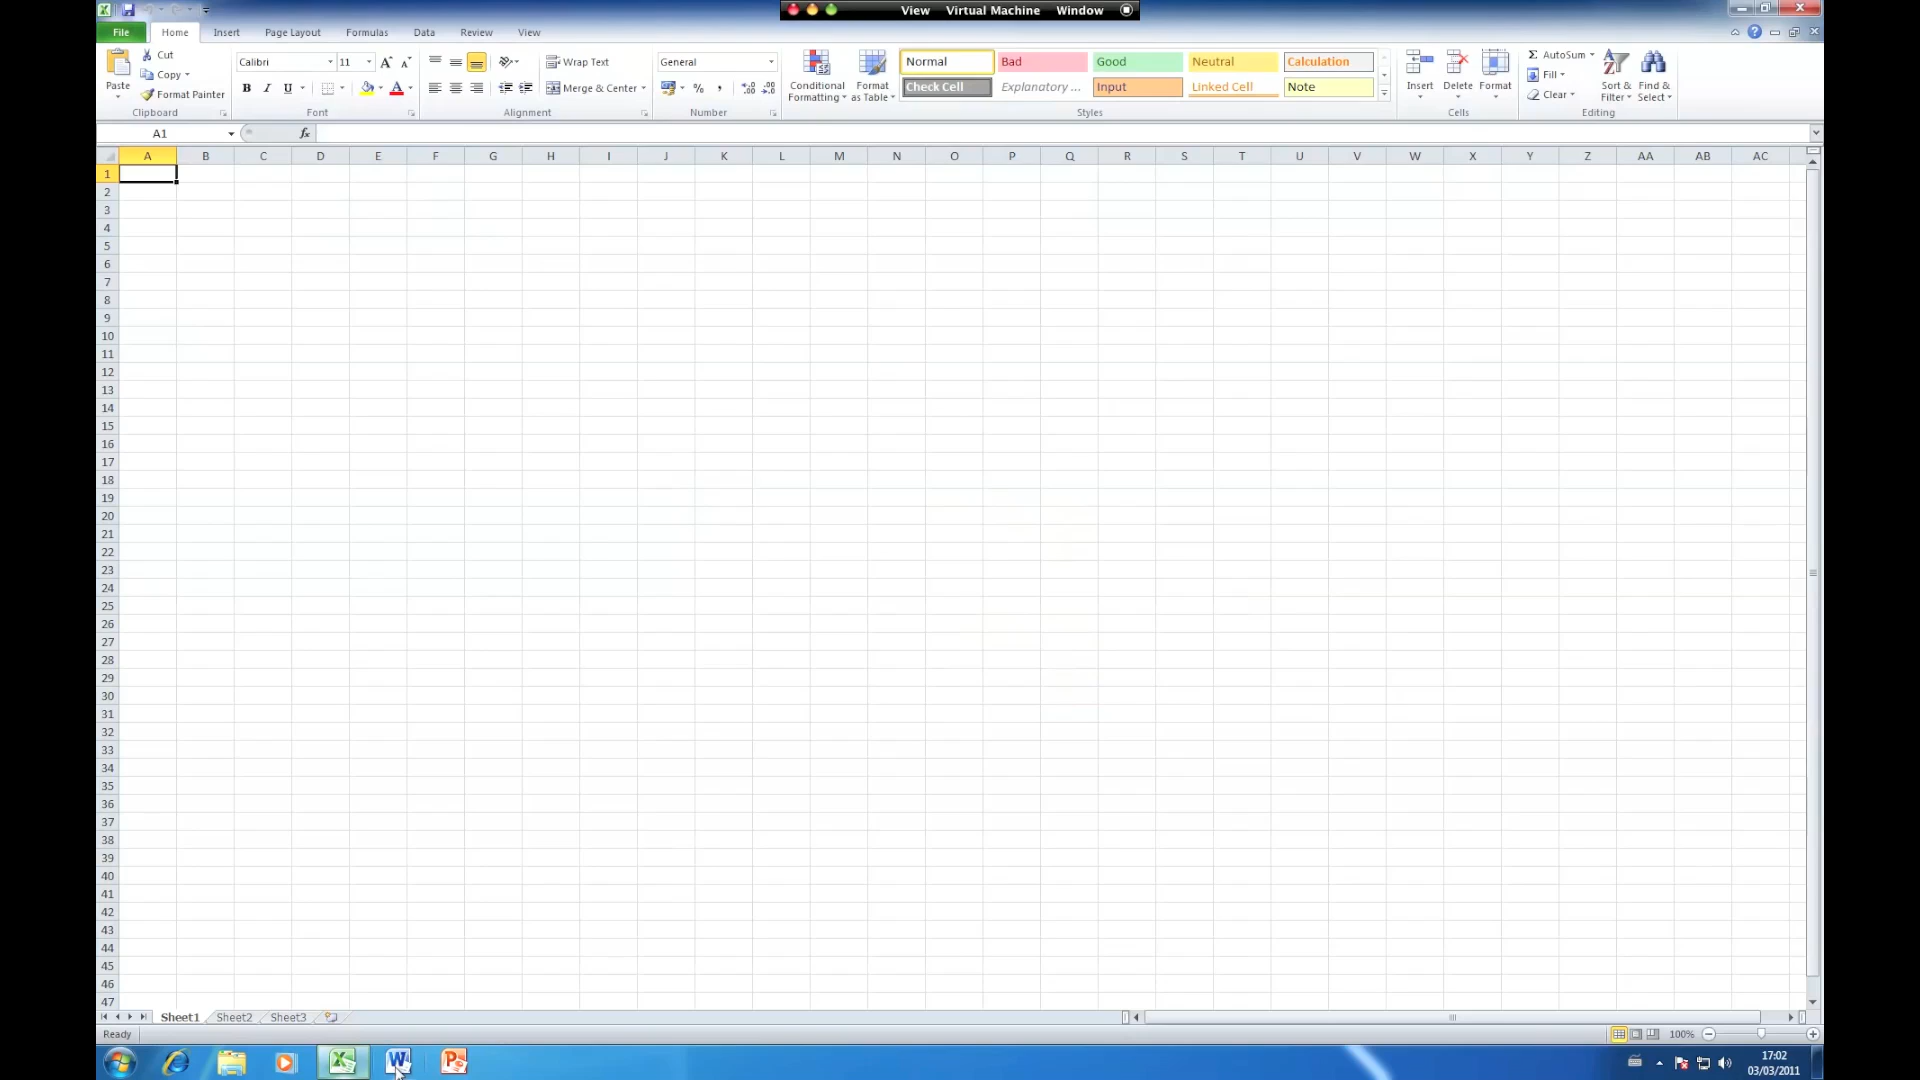 View Virtual Machine Window
File Home Insert Page Layout Formulas Data Review View
Paste Cut Copy Format Painter
Calibri 11
B I U
Wrap Text
Merge & Center
General
%
Conditional Formatting
Format as Table
Normal Bad Good Neutral Calculation
Check Cell Explanatory ... Input Linked Cell Note
Insert Delete Format
Σ AutoSum
Fill
Clear
Sort & Filter
Find & Select
Clipboard Font Alignment Number Styles Cells Editing
A1 fx
A B C D E F G H I J K L M N O P Q R S T U V W X Y Z AA AB AC
1
2
3
4
5
6
7
8
9
10
11
12
13
14
15
16
17
18
19
20
21
22
23
24
25
26
27
28
29
30
31
32
33
34
35
36
37
38
39
40
41
42
43
44
45
46
47
Sheet1 Sheet2 Sheet3
Ready 100%
17:02
03/03/2011